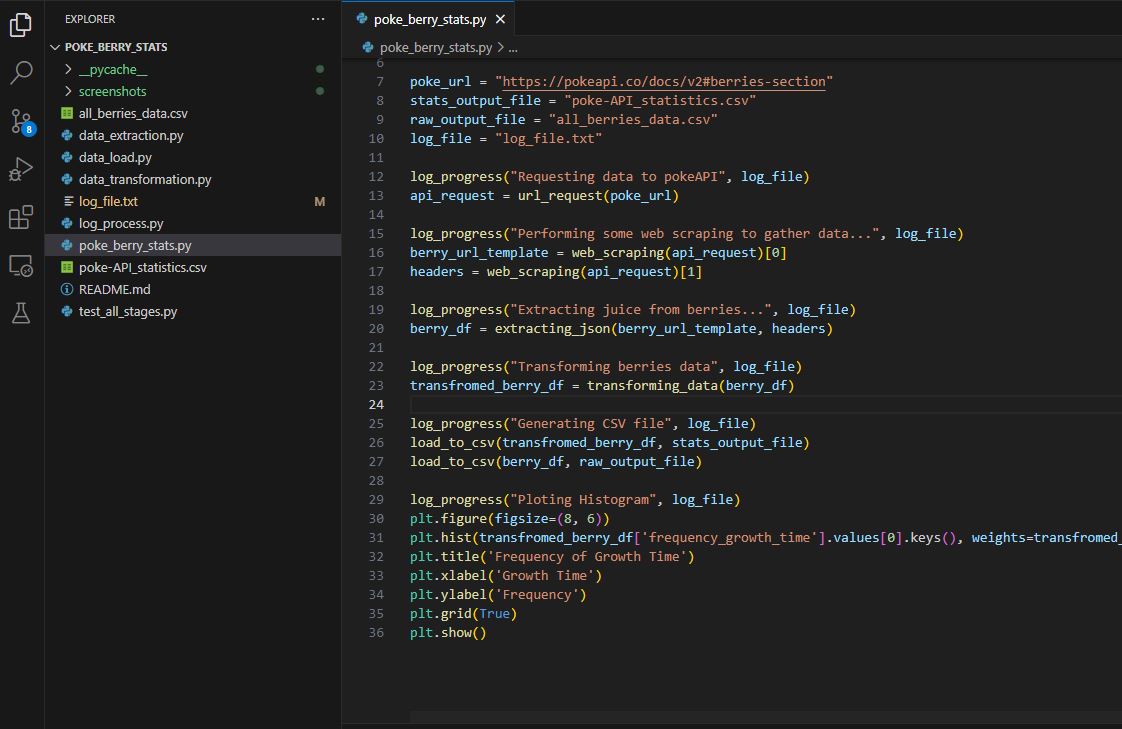 EXPLORER
POKE_BERRY_STATS
__pycache__
screenshots
all_berries_data.csv
data_extraction.py
data_load.py
data_transformation.py
log_file.txt M
log_process.py
poke_berry_stats.py
poke-API_statistics.csv
README.md
test_all_stages.py
8
poke_berry_stats.py
poke_berry_stats.py > ...
6
7 poke_url = "https://pokeapi.co/docs/v2#berries-section"
8 stats_output_file = "poke-API_statistics.csv"
9 raw_output_file = "all_berries_data.csv"
10 log_file = "log_file.txt"
11
12 log_progress("Requesting data to pokeAPI", log_file)
13 api_request = url_request(poke_url)
14
15 log_progress("Performing some web scraping to gather data...", log_file)
16 berry_url_template = web_scraping(api_request)[0]
17 headers = web_scraping(api_request)[1]
18
19 log_progress("Extracting juice from berries...", log_file)
20 berry_df = extracting_json(berry_url_template, headers)
21
22 log_progress("Transforming berries data", log_file)
23 transfromed_berry_df = transforming_data(berry_df)
24
25 log_progress("Generating CSV file", log_file)
26 load_to_csv(transfromed_berry_df, stats_output_file)
27 load_to_csv(berry_df, raw_output_file)
28
29 log_progress("Ploting Histogram", log_file)
30 plt.figure(figsize=(8, 6))
31 plt.hist(transfromed_berry_df['frequency_growth_time'].values[0].keys(), weights=transfromed_
32 plt.title('Frequency of Growth Time')
33 plt.xlabel('Growth Time')
34 plt.ylabel('Frequency')
35 plt.grid(True)
36 plt.show()